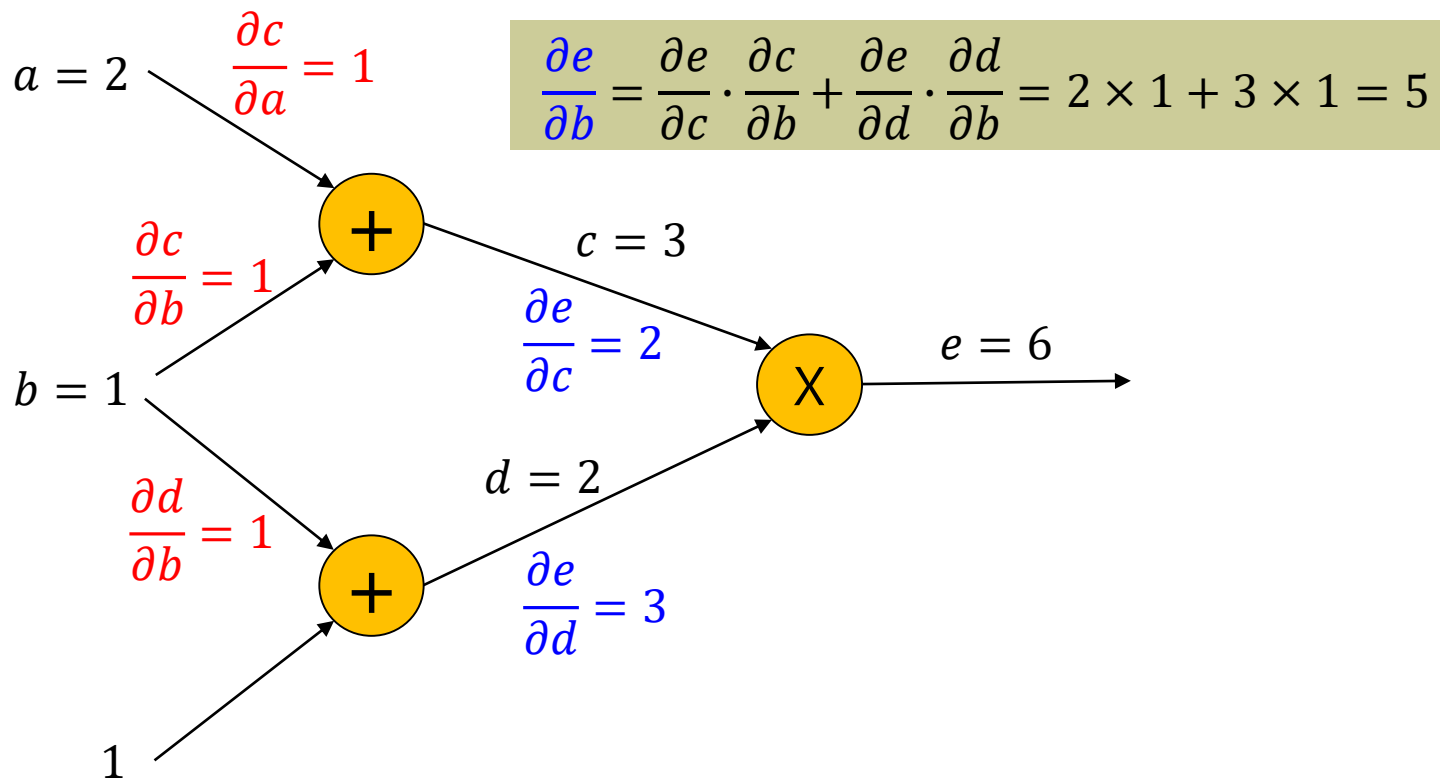 a = 2
∂c/∂a = 1
∂e/∂b = ∂e/∂c · ∂c/∂b + ∂e/∂d · ∂d/∂b = 2 × 1 + 3 × 1 = 5
+
∂c/∂b = 1
c = 3
∂e/∂c = 2
b = 1
X
e = 6
d = 2
∂d/∂b = 1
+
∂e/∂d = 3
1